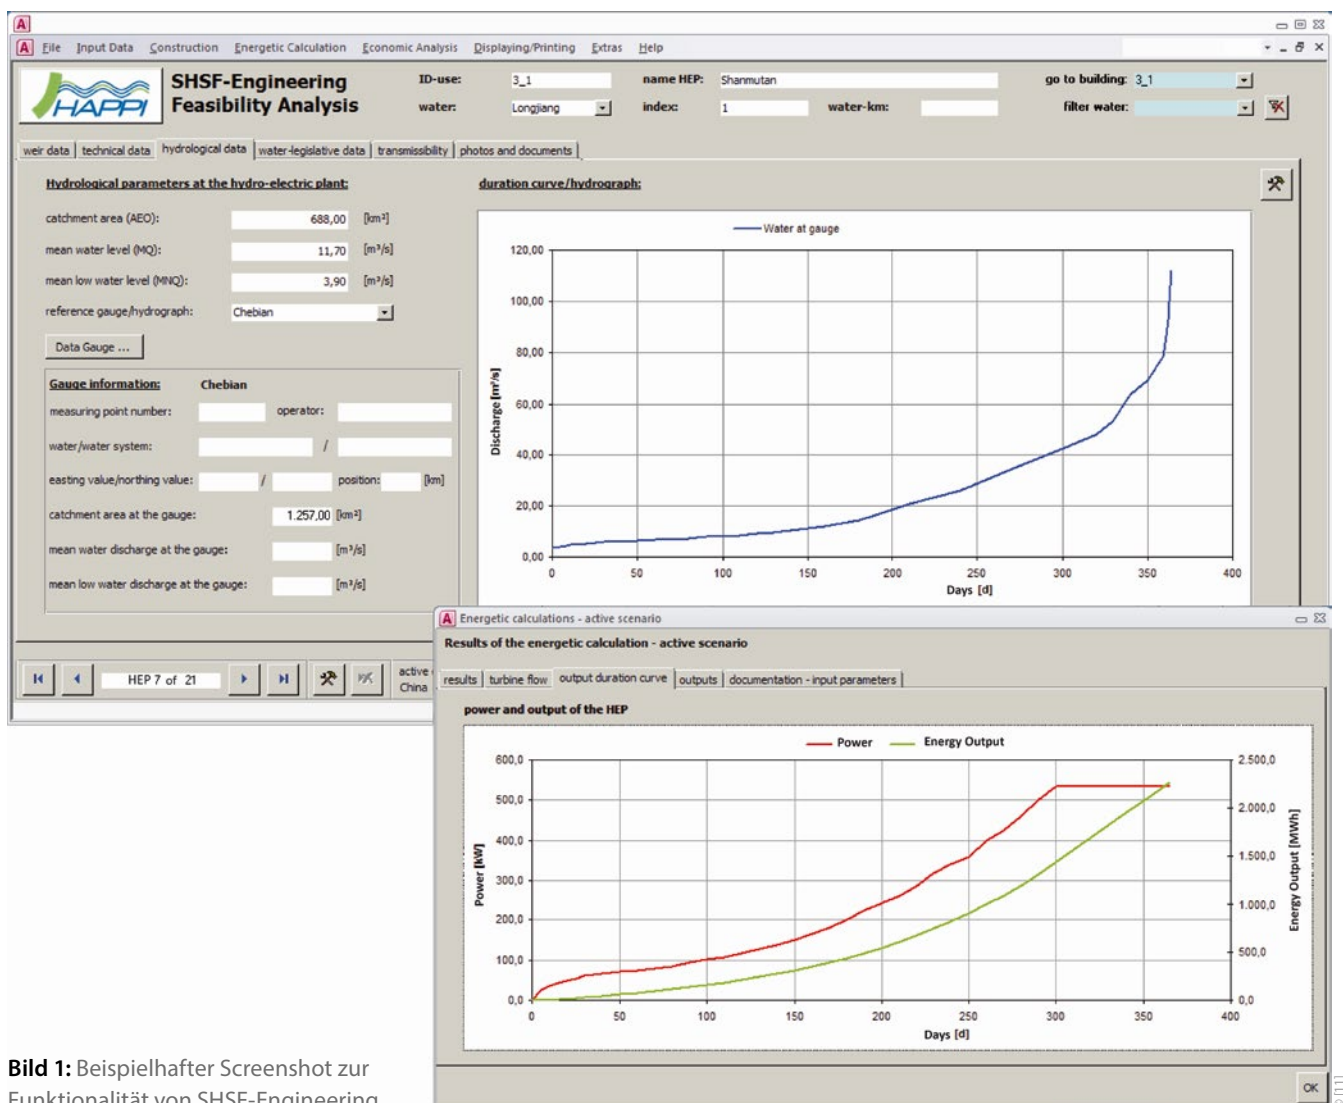 File Input Data Construction Energetic Calculation Economic Analysis Displaying/Printing Extras Help
HAPPI
SHSF-Engineering
Feasibility Analysis
ID-use: 3_1 name HEP: Shanmutan go to building: 3_1
water: Longjiang index: 1 water-km: filter water:
weir data technical data hydrological data water-legislative data transmissibility photos and documents
Hydrological parameters at the hydro-electric plant:
catchment area (AEO): 688,00 [km²]
mean water level (MQ): 11,70 [m³/s]
mean low water level (MNQ): 3,90 [m³/s]
reference gauge/hydrograph: Chebian
Data Gauge ...
Gauge information: Chebian
measuring point number: operator:
water/water system: /
easting value/northing value: / position: [km]
catchment area at the gauge: 1.257,00 [km²]
mean water discharge at the gauge: [m³/s]
mean low water discharge at the gauge: [m³/s]
duration curve/hydrograph:
Water at gauge
120,00
100,00
80,00
60,00
40,00
20,00
0,00
Discharge [m³/s]
0 50 100 150 200 250 300 350 400
Days [d]
HEP 7 of 21
active
China
Energetic calculations - active scenario
Results of the energetic calculation - active scenario
results turbine flow output duration curve outputs documentation - input parameters
power and output of the HEP
Power Energy Output
600,0
500,0
400,0
300,0
200,0
100,0
0,0
Power [kW]
2.500,0
2.000,0
1.500,0
1.000,0
500,0
0,0
Energy Output [MWh]
0 50 100 150 200 250 300 350 400
Days [d]
OK
Bild 1: Beispielhafter Screenshot zur
Funktionalität von SHSF-Engineering